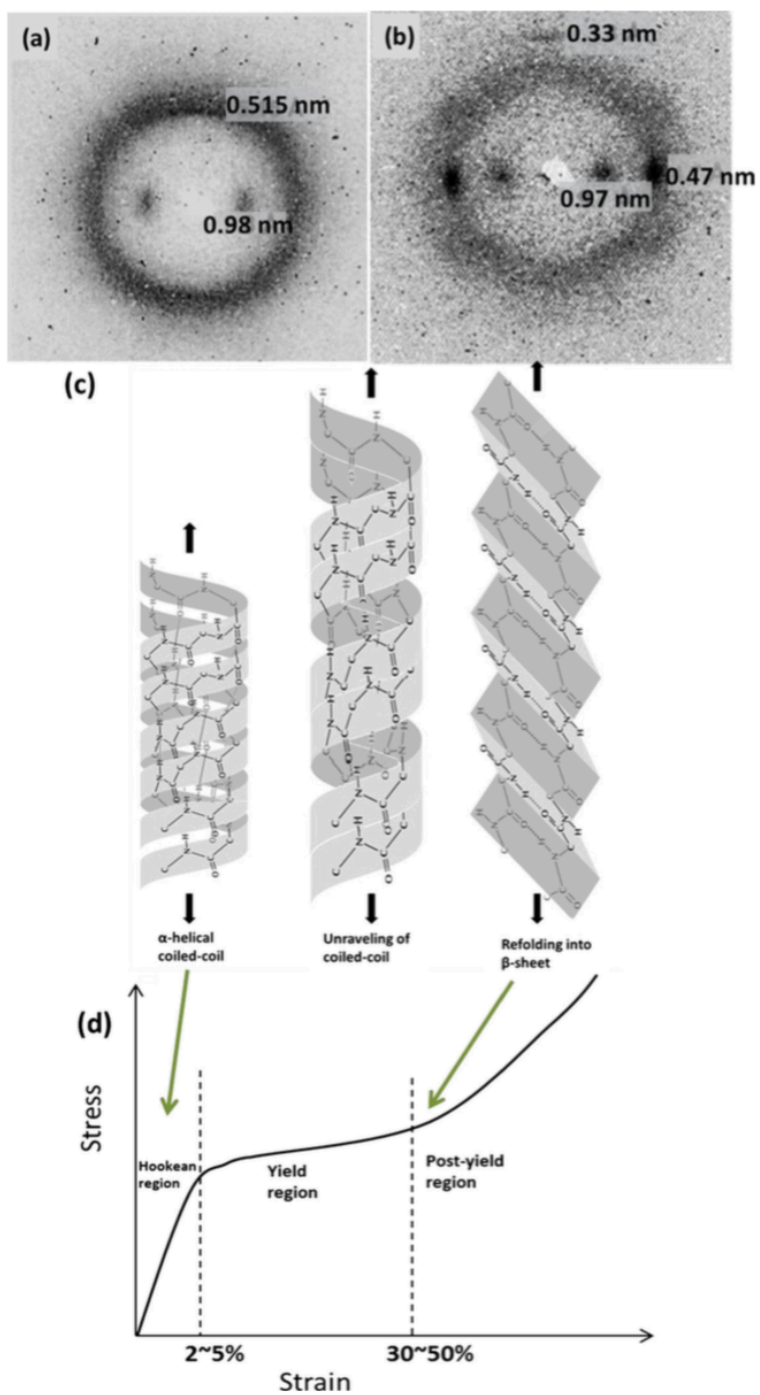 (a)
0.515 nm
0.98 nm
(b)
0.33 nm
0.47 nm
0.97 nm
(c)
α-helical
coiled-coil
Unraveling of
coiled-coil
Refolding into
β-sheet
(d)
Stress
Hookean
region
Yield
region
Post-yield
region
2~5%
30~50%
Strain